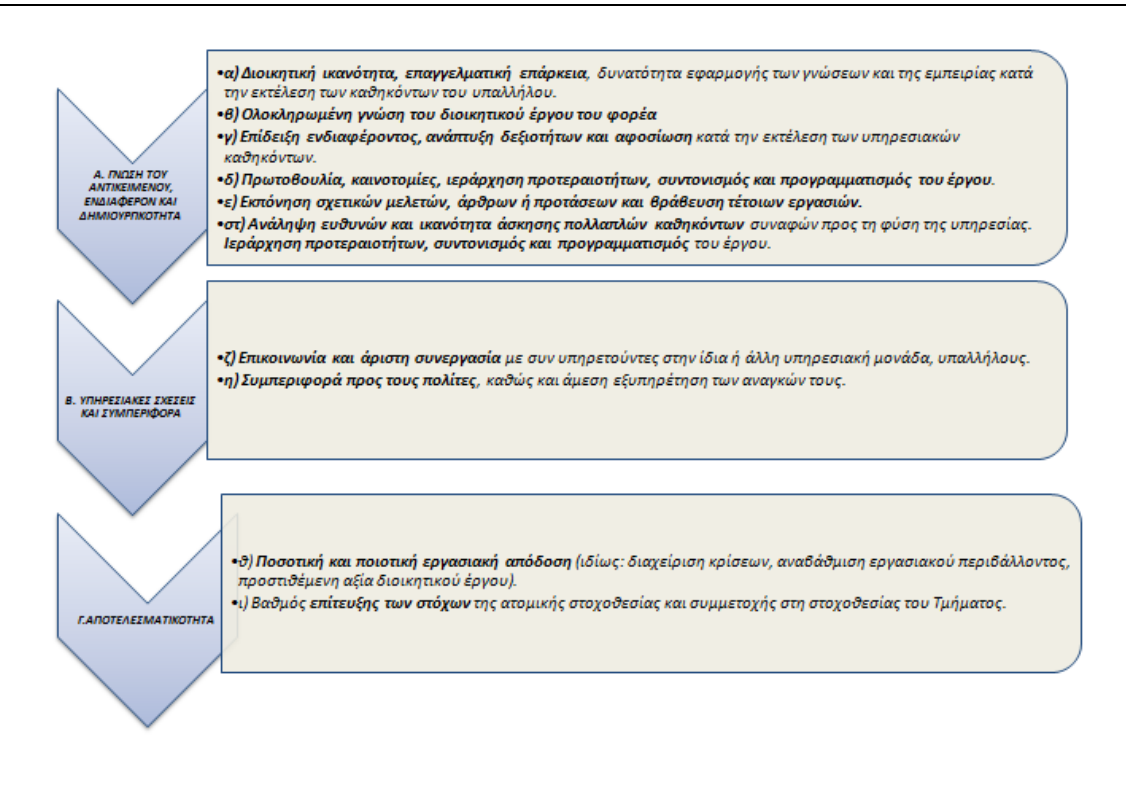 Α. ΓΝΩΣΗ ΤΟΥ
ΑΝΤΙΚΕΙΜΕΝΟΥ,
ΕΝΔΙΑΦΕΡΟΝ ΚΑΙ
ΔΗΜΙΟΥΡΓΙΚΟΤΗΤΑ
•α) Διοικητική ικανότητα, επαγγελματική επάρκεια, δυνατότητα εφαρμογής των γνώσεων και της εμπειρίας κατά
την εκτέλεση των καθηκόντων του υπαλλήλου.
•β) Ολοκληρωμένη γνώση του διοικητικού έργου του φορέα
•γ) Επίδειξη ενδιαφέροντος, ανάπτυξη δεξιοτήτων και αφοσίωση κατά την εκτέλεση των υπηρεσιακών
καθηκόντων.
•δ) Πρωτοβουλία, καινοτομίες, ιεράρχηση προτεραιοτήτων, συντονισμός και προγραμματισμός του έργου.
•ε) Εκπόνηση σχετικών μελετών, άρθρων ή προτάσεων και βράβευση τέτοιων εργασιών.
•στ) Ανάληψη ευθυνών και ικανότητα άσκησης πολλαπλών καθηκόντων συναφών προς τη φύση της υπηρεσίας.
Ιεράρχηση προτεραιοτήτων, συντονισμός και προγραμματισμός του έργου.
Β. ΥΠΗΡΕΣΙΑΚΕΣ ΣΧΕΣΕΙΣ
ΚΑΙ ΣΥΜΠΕΡΙΦΟΡΑ
•ζ) Επικοινωνία και άριστη συνεργασία με συν υπηρετούντες στην ίδια ή άλλη υπηρεσιακή μονάδα, υπαλλήλους.
•η) Συμπεριφορά προς τους πολίτες, καθώς και άμεση εξυπηρέτηση των αναγκών τους.
Γ.ΑΠΟΤΕΛΕΣΜΑΤΙΚΟΤΗΤΑ
•θ) Ποσοτική και ποιοτική εργασιακή απόδοση (ιδίως: διαχείριση κρίσεων, αναβάθμιση εργασιακού περιβάλλοντος,
προστιθέμενη αξία διοικητικού έργου).
•ι) Βαθμός επίτευξης των στόχων της ατομικής στοχοθεσίας και συμμετοχής στη στοχοθεσίας του Τμήματος.